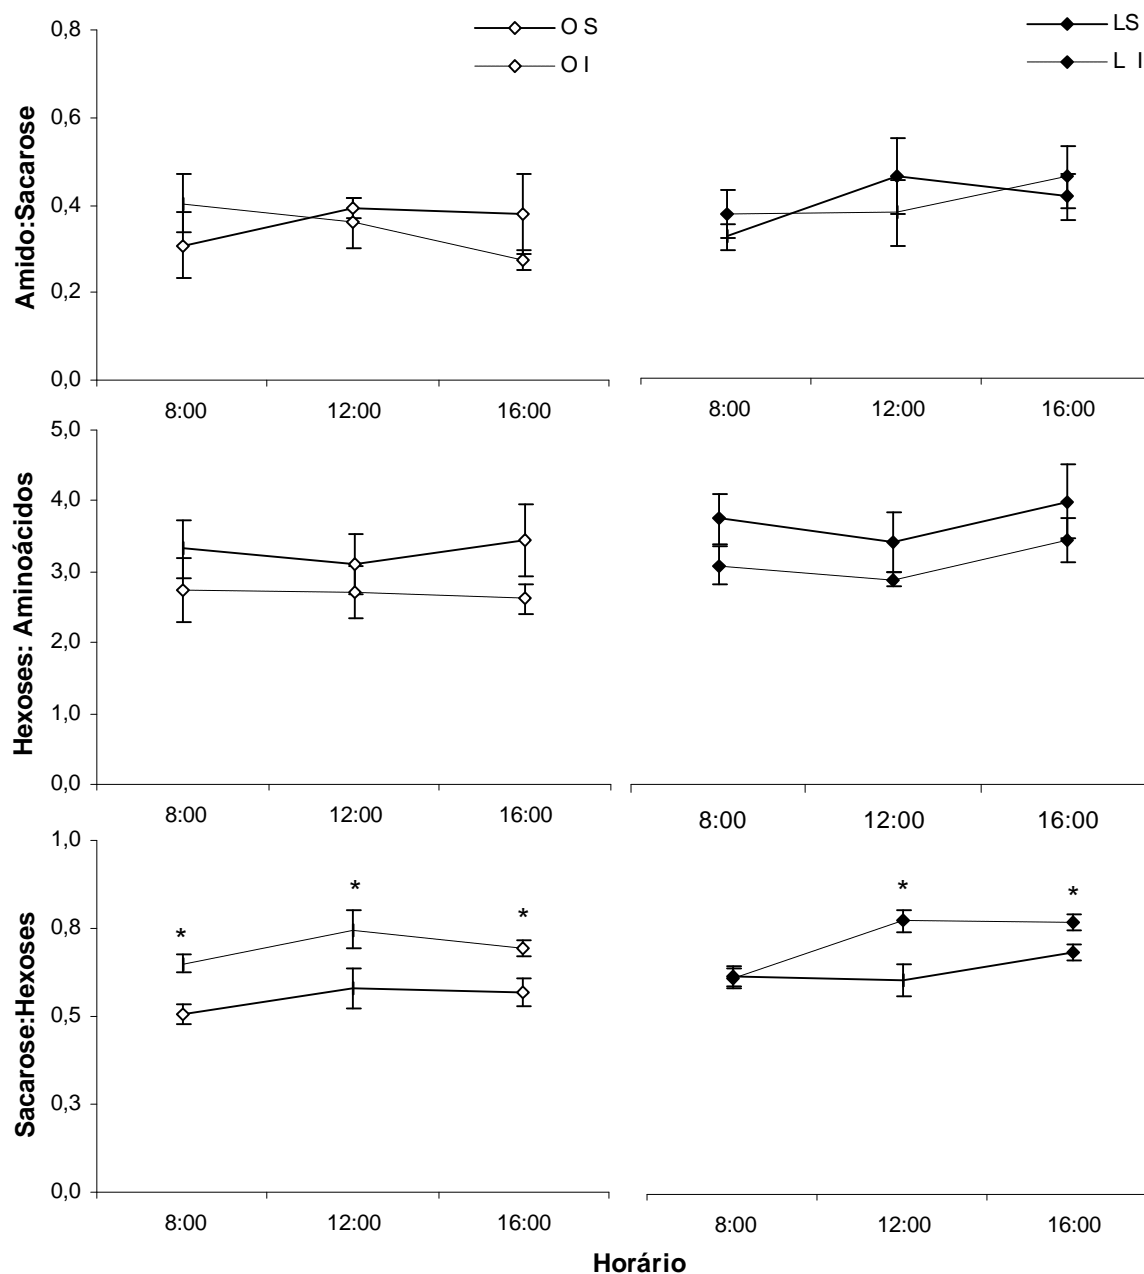 O S
O I
LS
L I
Amido:Sacarose
0,8
0,6
0,4
0,2
0,0
8:00 12:00 16:00
8:00 12:00 16:00
Hexoses: Aminoácidos
5,0
4,0
3,0
2,0
1,0
0,0
8:00 12:00 16:00
8:00 12:00 16:00
Sacarose:Hexoses
1,0
0,8
0,5
0,3
0,0
* * *
* *
8:00 12:00 16:00
8:00 12:00 16:00
Horário